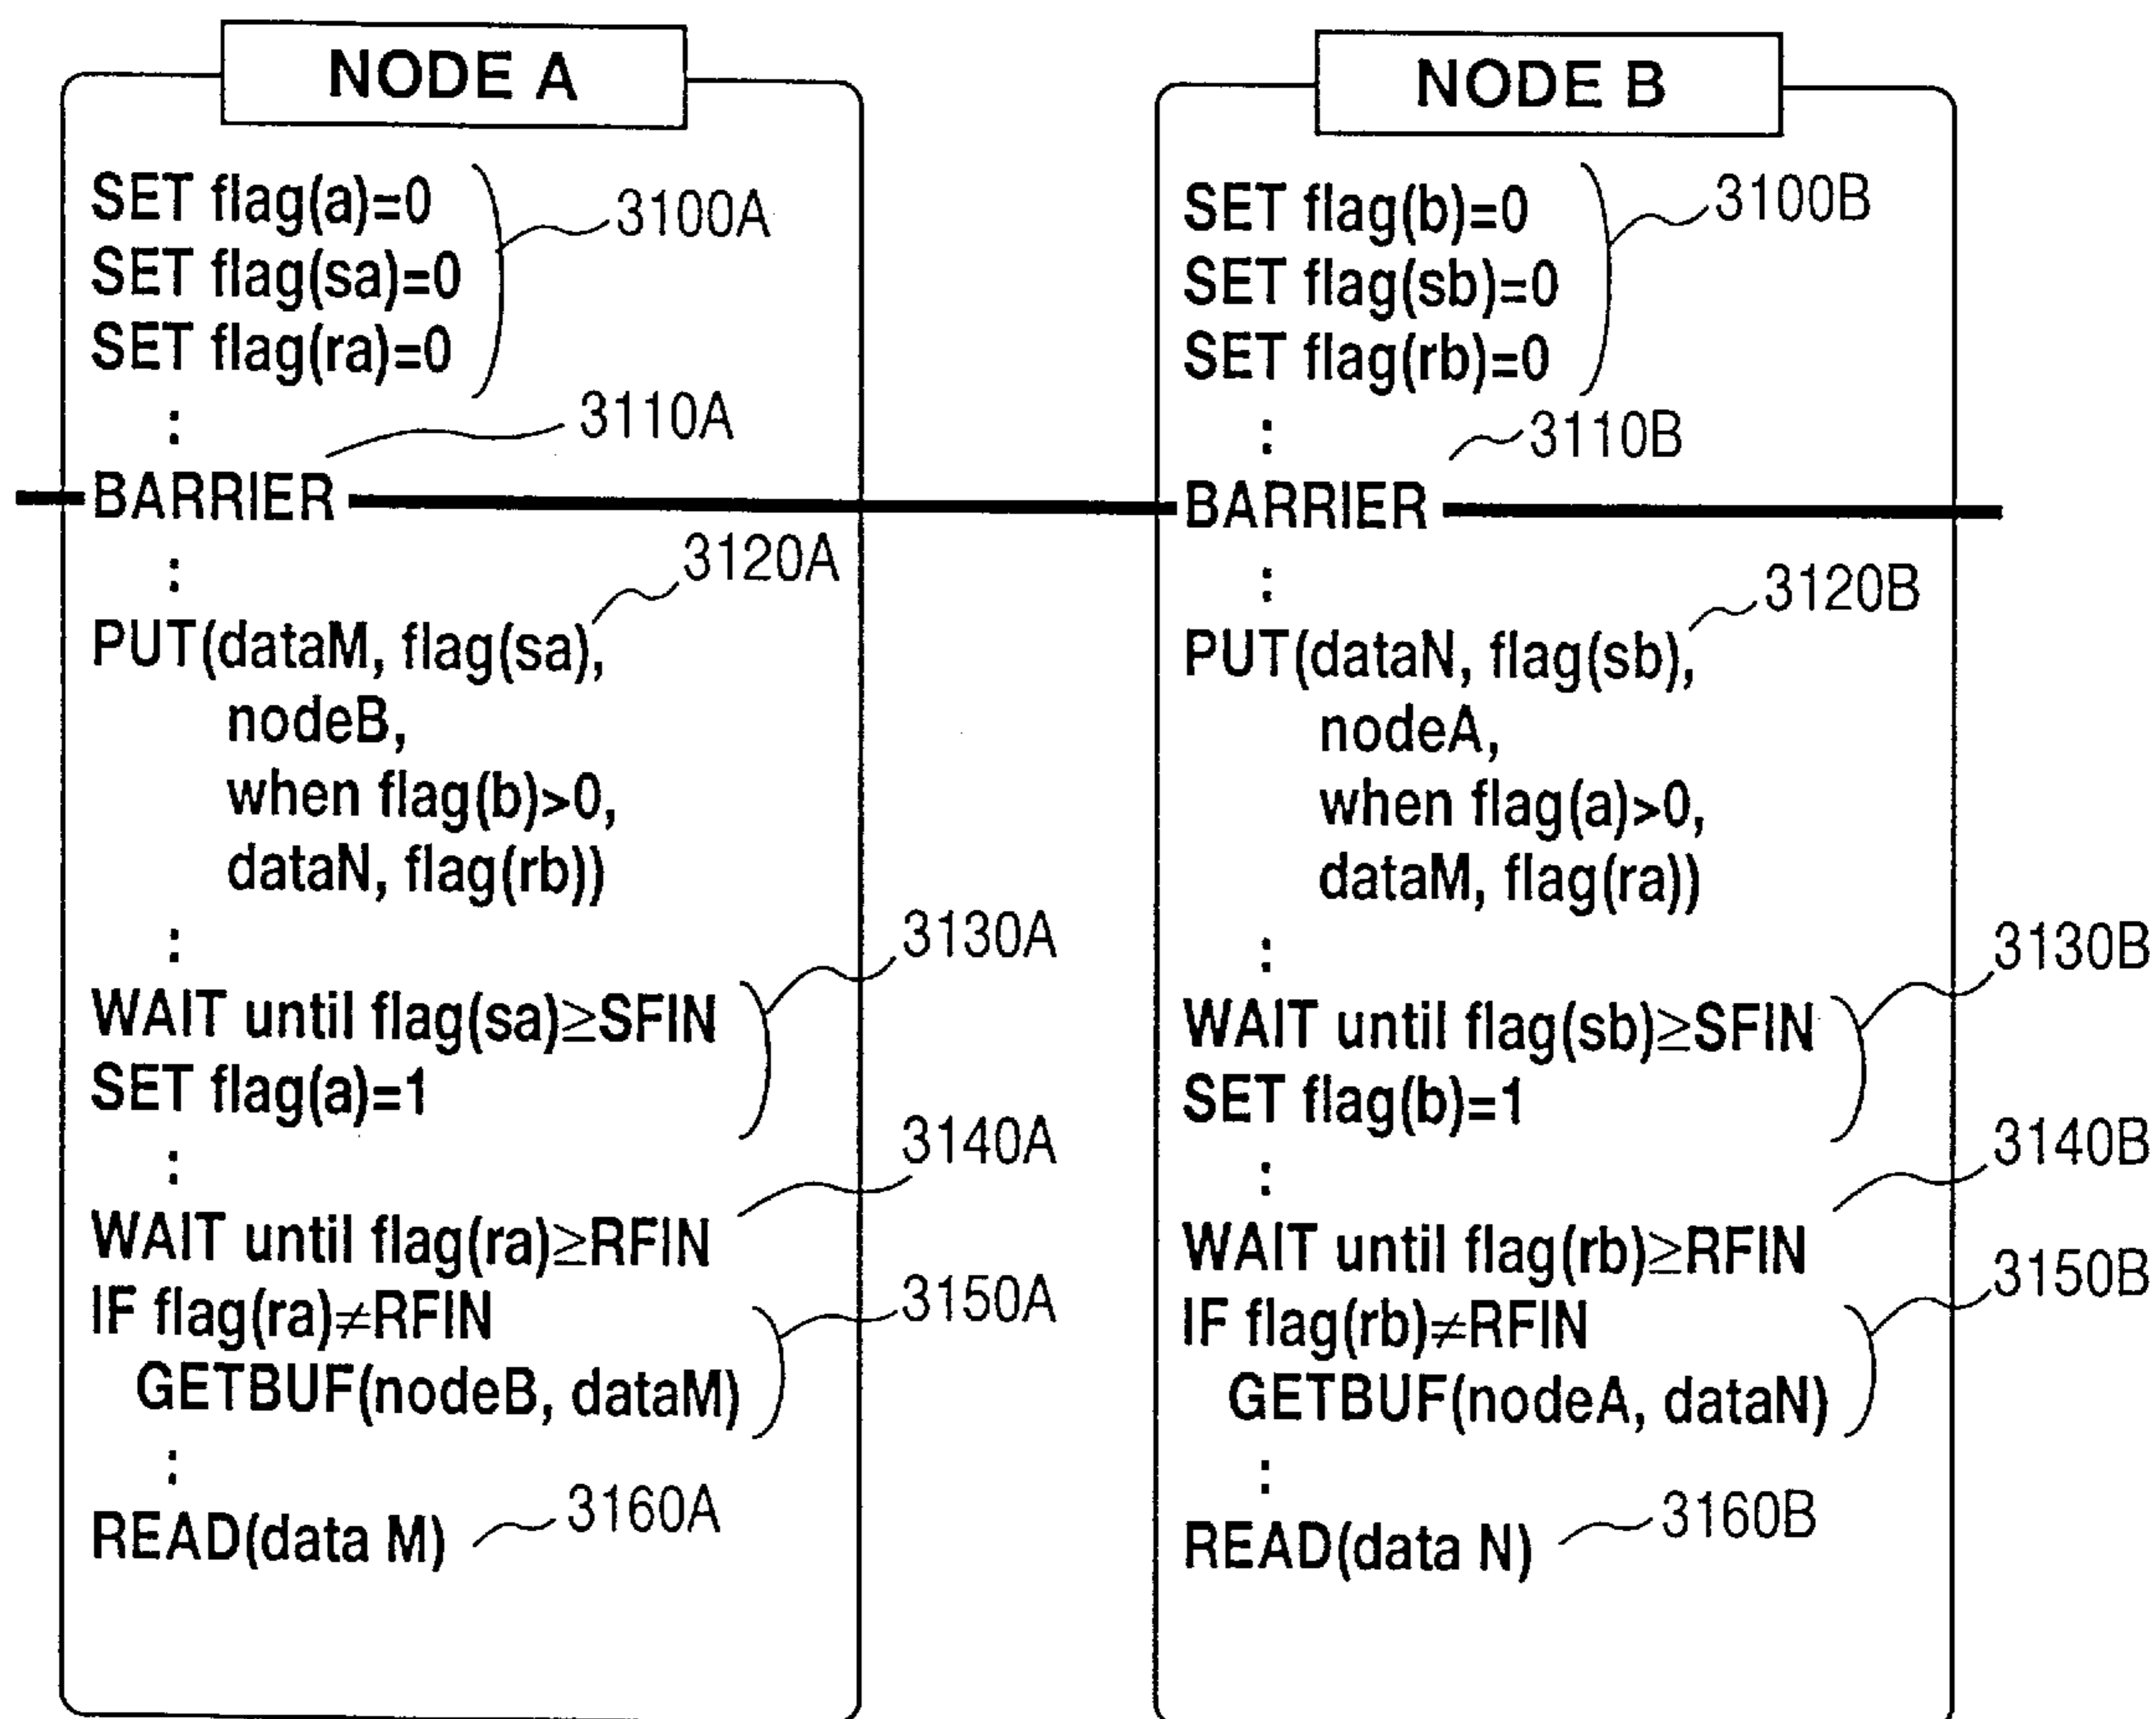 NODE A
SET flag(a)=0
SET flag(sa)=0
SET flag(ra)=0
3100A
:
3110A
BARRIER
:
3120A
PUT(dataM, flag(sa),
nodeB,
when flag(b)>0,
dataN, flag(rb))
:
3130A
WAIT until flag(sa)≥SFIN
SET flag(a)=1
:
3140A
WAIT until flag(ra)≥RFIN
IF flag(ra)≠RFIN
GETBUF(nodeB, dataM)
3150A
:
READ(data M)
3160A
NODE B
SET flag(b)=0
SET flag(sb)=0
SET flag(rb)=0
3100B
:
3110B
BARRIER
:
3120B
PUT(dataN, flag(sb),
nodeA,
when flag(a)>0,
dataM, flag(ra))
:
3130B
WAIT until flag(sb)≥SFIN
SET flag(b)=1
:
3140B
WAIT until flag(rb)≥RFIN
IF flag(rb)≠RFIN
GETBUF(nodeA, dataN)
3150B
:
READ(data N)
3160B